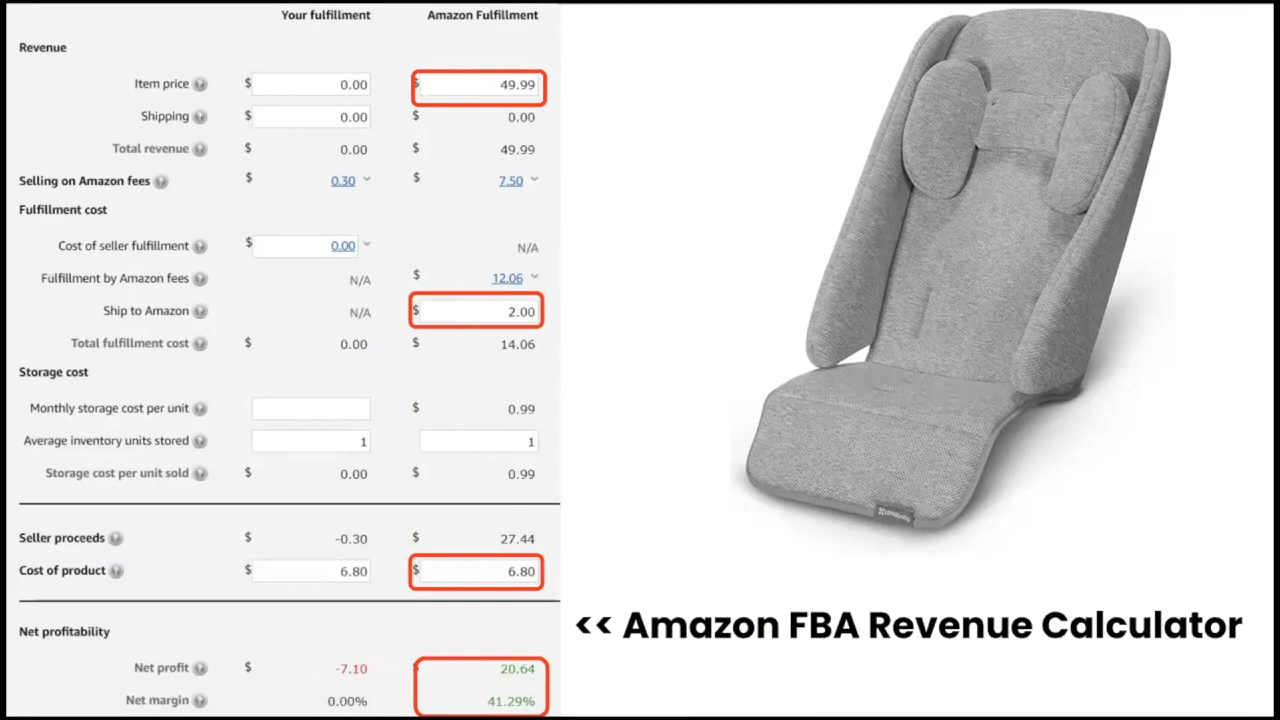 Your fulfillment Amazon Fulfillment
Revenue
Item price $ 0.00 $ 49.99
Shipping $ 0.00 $ 0.00
Total revenue $ 0.00 $ 49.99
Selling on Amazon fees $ 0.30 $ 7.50
Fulfillment cost
Cost of seller fulfillment $ 0.00 N/A
Fulfillment by Amazon fees N/A $ 12.06
Ship to Amazon N/A $ 2.00
Total fulfillment cost $ 0.00 $ 14.06
Storage cost
Monthly storage cost per unit $ 0.99
Average inventory units stored 1 1
Storage cost per unit sold $ 0.00 $ 0.99
Seller proceeds $ -0.30 $ 27.44
Cost of product $ 6.80 $ 6.80
<< Amazon FBA Revenue Calculator
Net profitability
Net profit $ -7.10 $ 20.64
Net margin 0.00% 41.29%